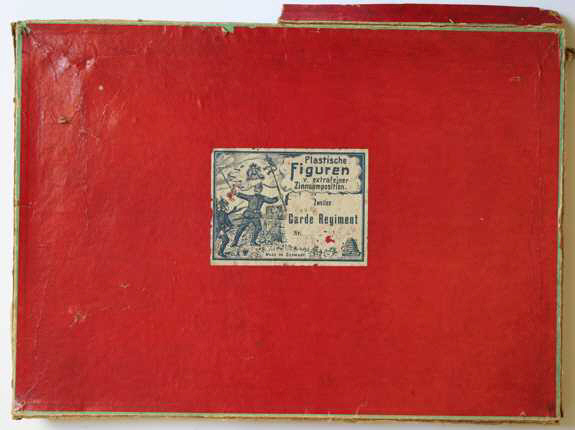 Plastische
Figuren
v. extrafeiner
Zinncomposition.
Zweites
Garde Regiment
Nr.
MADE IN GERMANY